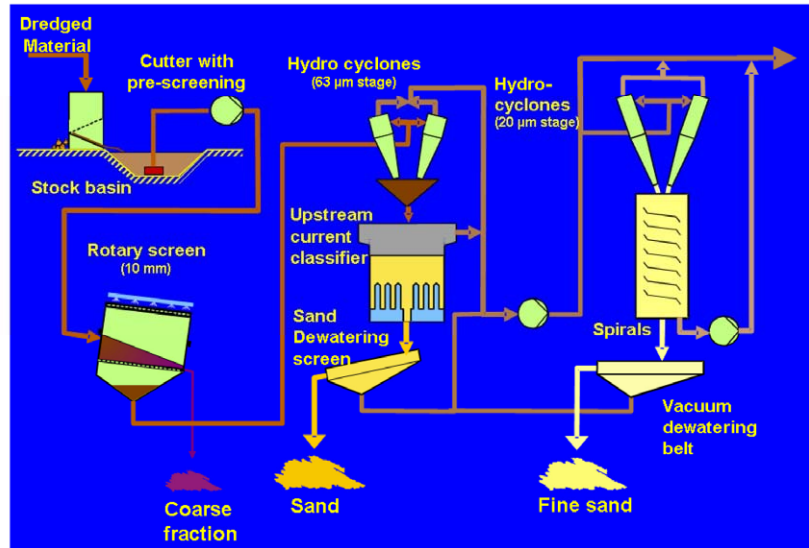 Dredged
Material
Cutter with
pre-screening
Stock basin
Rotary screen
(10 mm)
Coarse
fraction
Hydro cyclones
(63 µm stage)
Upstream
current
classifier
Sand
Dewatering
screen
Sand
Hydro-
cyclones
(20 µm stage)
Spirals
Vacuum
dewatering
belt
Fine sand